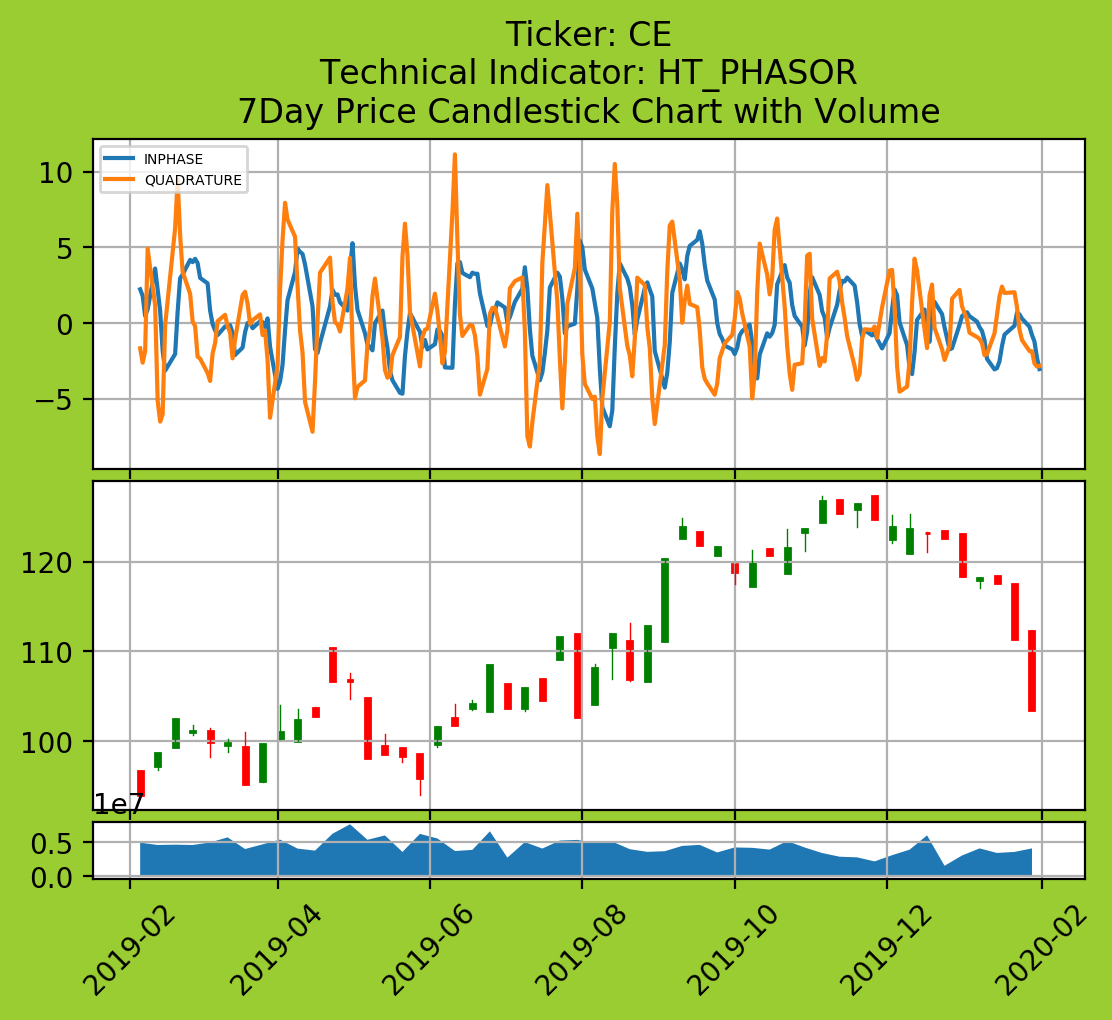 Ticker: CE
Technical Indicator: HT_PHASOR
7Day Price Candlestick Chart with Volume
INPHASE
QUADRATURE
10
5
0
−5
120
110
100
1e7
0.5
0.0
2019-02
2019-04
2019-06
2019-08
2019-10
2019-12
2020-02